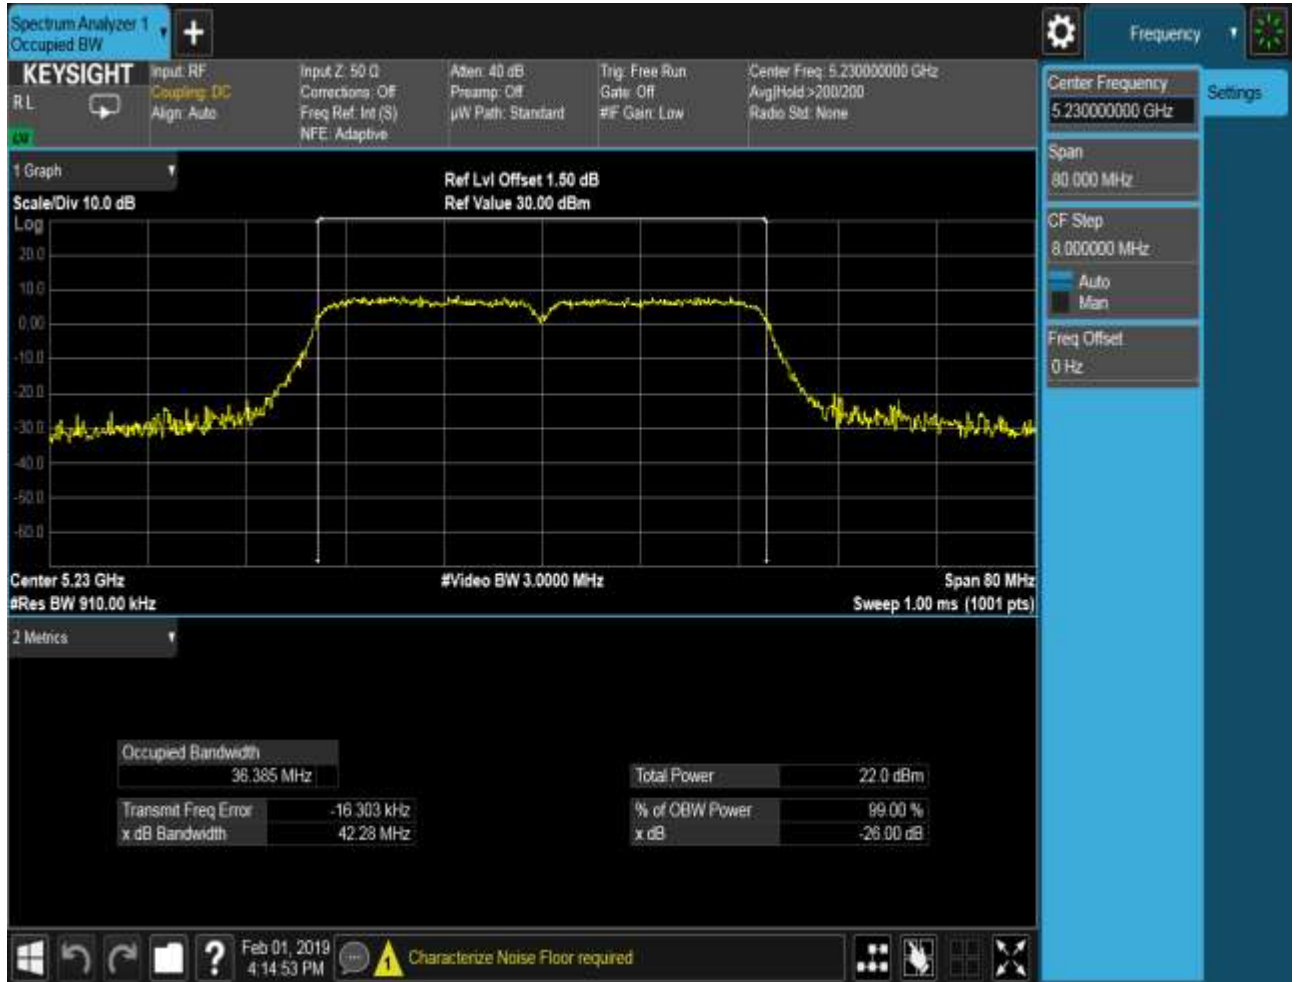 Spectrum Analyzer 1
Occupied BW
+
Frequency
KEYSIGHT
RL
Input: RF
Coupling: DC
Align: Auto
Input Z: 50 Ω
Corrections: Off
Freq Ref: Int (S)
NFE: Adaptive
Atten: 40 dB
Preamp: Off
µW Path: Standard
Trig: Free Run
Gate: Off
#IF Gain: Low
Center Freq: 5.230000000 GHz
Avg|Hold:>200/200
Radio Std: None
Center Frequency
5.230000000 GHz
Settings
Span
80.000 MHz
CF Step
8.000000 MHz
Auto
Man
Freq Offset
0 Hz
1 Graph
Scale/Div 10.0 dB
Ref Lvl Offset 1.50 dB
Ref Value 30.00 dBm
Log
20.0
10.0
0.00
-10.0
-20.0
-30.0
-40.0
-50.0
-60.0
Center 5.23 GHz
#Video BW 3.0000 MHz
Span 80 MHz
#Res BW 910.00 kHz
Sweep 1.00 ms (1001 pts)
2 Metrics
Occupied Bandwidth
36.385 MHz
Total Power 22.0 dBm
Transmit Freq Error -16.303 kHz
% of OBW Power 99.00 %
x dB Bandwidth 42.28 MHz
x dB -26.00 dB
?
Feb 01, 2019
4:14:53 PM
1
Characterize Noise Floor required